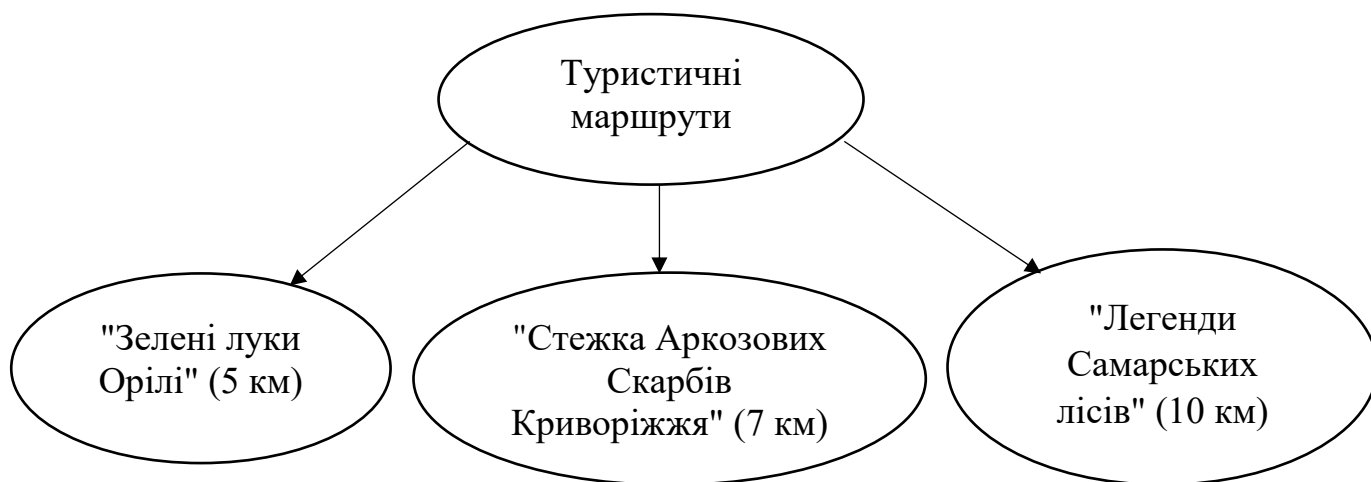 Туристичні
маршрути
"Зелені луки
Орілі" (5 км)
"Стежка Аркозових
Скарбів
Криворіжжя" (7 км)
"Легенди
Самарських
лісів" (10 км)